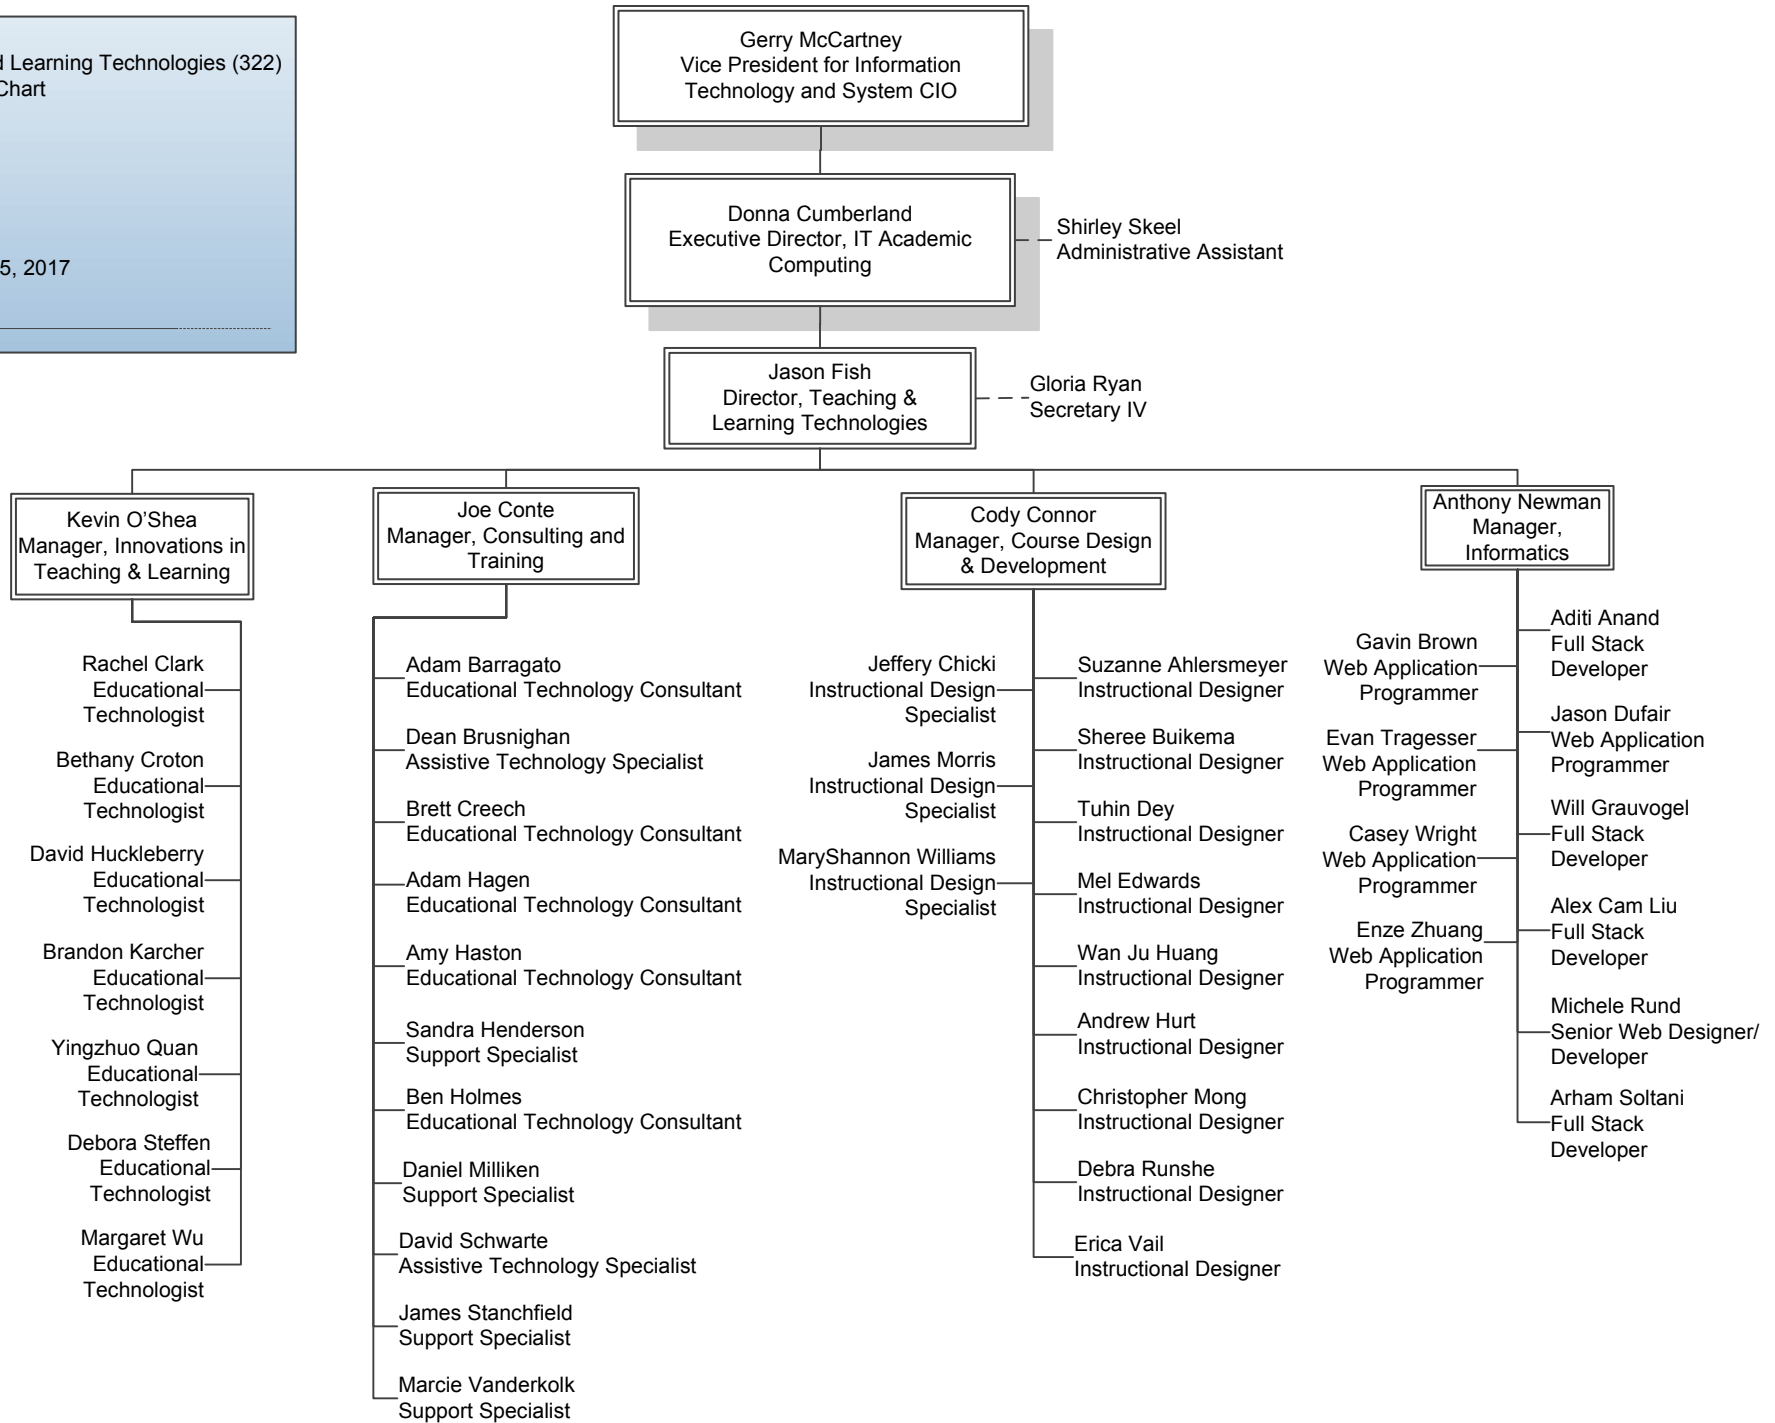 d Learning Technologies (322)
Chart
5, 2017
Gerry McCartney
Vice President for Information
Technology and System CIO
Donna Cumberland
Executive Director, IT Academic
Computing
Shirley Skeel
Administrative Assistant
Jason Fish
Director, Teaching &
Learning Technologies
Gloria Ryan
Secretary IV
Kevin O’Shea
Manager, Innovations in
Teaching & Learning
Rachel Clark
Educational
Technologist
Bethany Croton
Educational
Technologist
David Huckleberry
Educational
Technologist
Brandon Karcher
Educational
Technologist
Yingzhuo Quan
Educational
Technologist
Debora Steffen
Educational
Technologist
Margaret Wu
Educational
Technologist
Joe Conte
Manager, Consulting and
Training
Adam Barragato
Educational Technology Consultant
Dean Brusnighan
Assistive Technology Specialist
Brett Creech
Educational Technology Consultant
Adam Hagen
Educational Technology Consultant
Amy Haston
Educational Technology Consultant
Sandra Henderson
Support Specialist
Ben Holmes
Educational Technology Consultant
Daniel Milliken
Support Specialist
David Schwarte
Assistive Technology Specialist
James Stanchfield
Support Specialist
Marcie Vanderkolk
Support Specialist
Cody Connor
Manager, Course Design
& Development
Jeffery Chicki
Instructional Design
Specialist
James Morris
Instructional Design
Specialist
MaryShannon Williams
Instructional Design
Specialist
Suzanne Ahlersmeyer
Instructional Designer
Sheree Buikema
Instructional Designer
Tuhin Dey
Instructional Designer
Mel Edwards
Instructional Designer
Wan Ju Huang
Instructional Designer
Andrew Hurt
Instructional Designer
Christopher Mong
Instructional Designer
Debra Runshe
Instructional Designer
Erica Vail
Instructional Designer
Anthony Newman
Manager,
Informatics
Gavin Brown
Web Application
Programmer
Evan Tragesser
Web Application
Programmer
Casey Wright
Web Application
Programmer
Enze Zhuang
Web Application
Programmer
Aditi Anand
Full Stack
Developer
Jason Dufair
Web Application
Programmer
Will Grauvogel
Full Stack
Developer
Alex Cam Liu
Full Stack
Developer
Michele Rund
Senior Web Designer/
Developer
Arham Soltani
Full Stack
Developer